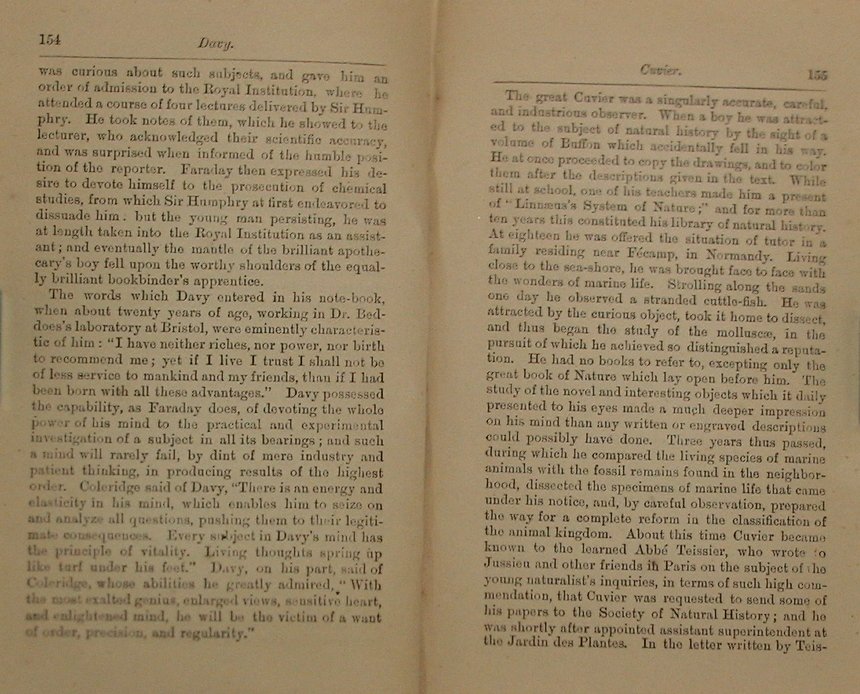 154
Davy.
was curious about such subjects, and gave him an
order of admission to the Royal Institution, where he
attended a course of four lectures delivered by Sir Hum-
phry. He took notes of them, which he showed to the
lecturer, who acknowledged their scientific accuracy,
and was surprised when informed of the humble posi-
tion of the reporter. Faraday then expressed his de-
sire to devote himself to the prosecution of chemical
studies, from which Sir Humphry at first endeavored to
dissuade him: but the young man persisting, he was
at length taken into the Royal Institution as an assist-
ant; and eventually the mantle of the brilliant apothe-
cary's boy fell upon the worthy shoulders of the equal-
ly brilliant bookbinder's apprentice.
The words which Davy entered in his note-book,
when about twenty years of age, working in Dr. Bed-
does's laboratory at Bristol, were eminently characteris-
tic of him: "I have neither riches, nor power, nor birth
to recommend me; yet if I live I trust I shall not be
of less service to mankind and my friends, than if I had
been born with all these advantages." Davy possessed
the capability, as Faraday does, of devoting the whole
power of his mind to the practical and experimental
investigation of a subject in all its bearings; and such
a mind will rarely fail, by dint of mere industry and
patient thinking, in producing results of the highest
order. Coleridge said of Davy, "There is an energy and
elasticity in his mind, which enables him to seize on
and analyze all questions, pushing them to their legiti-
mate consequences. Every subject in Davy's mind has
the principle of vitality. Living thoughts spring up
like turf under his feet." Davy, on his part, said of
Coleridge, whose abilities he greatly admired, "With
the most exalted genius, enlarged views, sensitive heart,
and enlightened mind, he will be the victim of a want
of order, precision, and regularity."
Cuvier.
155
The great Cuvier was a singularly accurate, careful,
and industrious observer. When a boy he was attract-
ed to the subject of natural history by the sight of a
volume of Buffon which accidentally fell in his way.
He at once proceeded to copy the drawings, and to color
them after the descriptions given in the text. While
still at school, one of his teachers made him a present
of "Linnæus's System of Nature;" and for more than
ten years this constituted his library of natural history.
At eighteen he was offered the situation of tutor in a
family residing near Fécamp, in Normandy. Living
close to the sea-shore, he was brought face to face with
the wonders of marine life. Strolling along the sands
one day he observed a stranded cuttle-fish. He was
attracted by the curious object, took it home to dissect,
and thus began the study of the molluscæ, in the
pursuit of which he achieved so distinguished a reputa-
tion. He had no books to refer to, excepting only the
great book of Nature which lay open before him. The
study of the novel and interesting objects which it daily
presented to his eyes made a much deeper impression
on his mind than any written or engraved descriptions
could possibly have done. Three years thus passed,
during which he compared the living species of marine
animals with the fossil remains found in the neighbor-
hood, dissected the specimens of marine life that came
under his notice, and, by careful observation, prepared
the way for a complete reform in the classification of
the animal kingdom. About this time Cuvier became
known to the learned Abbé Teissier, who wrote to
Jussieu and other friends in Paris on the subject of the
young naturalist's inquiries, in terms of such high com-
mendation, that Cuvier was requested to send some of
his papers to the Society of Natural History; and he
was shortly after appointed assistant superintendent at
the Jardin des Plantes. In the letter written by Teis-